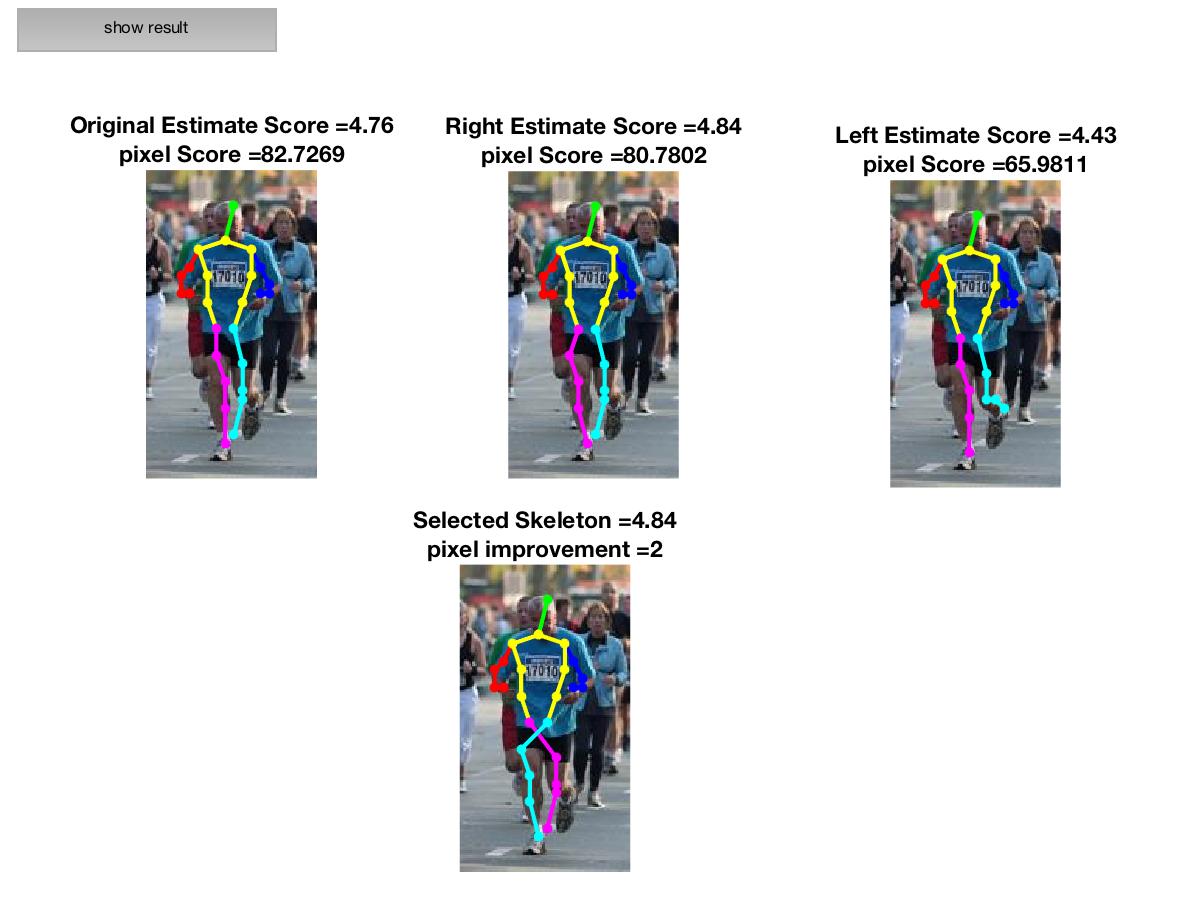 show result
Original Estimate Score =4.76
pixel Score =82.7269
Right Estimate Score =4.84
pixel Score =80.7802
Left Estimate Score =4.43
pixel Score =65.9811
17010
17010
17010
Selected Skeleton =4.84
pixel improvement =2
17010